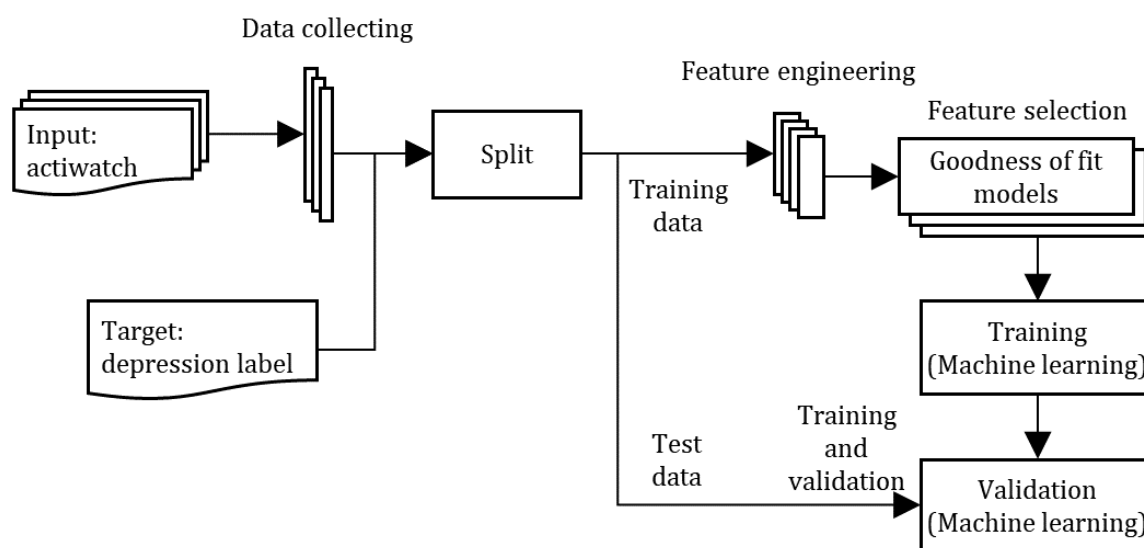 Data collecting
Feature engineering
Feature selection
Input:
actiwatch
Split
Goodness of fit
models
Training
data
Target:
depression label
Training
(Machine learning)
Test
data
Training
and
validation
Validation
(Machine learning)